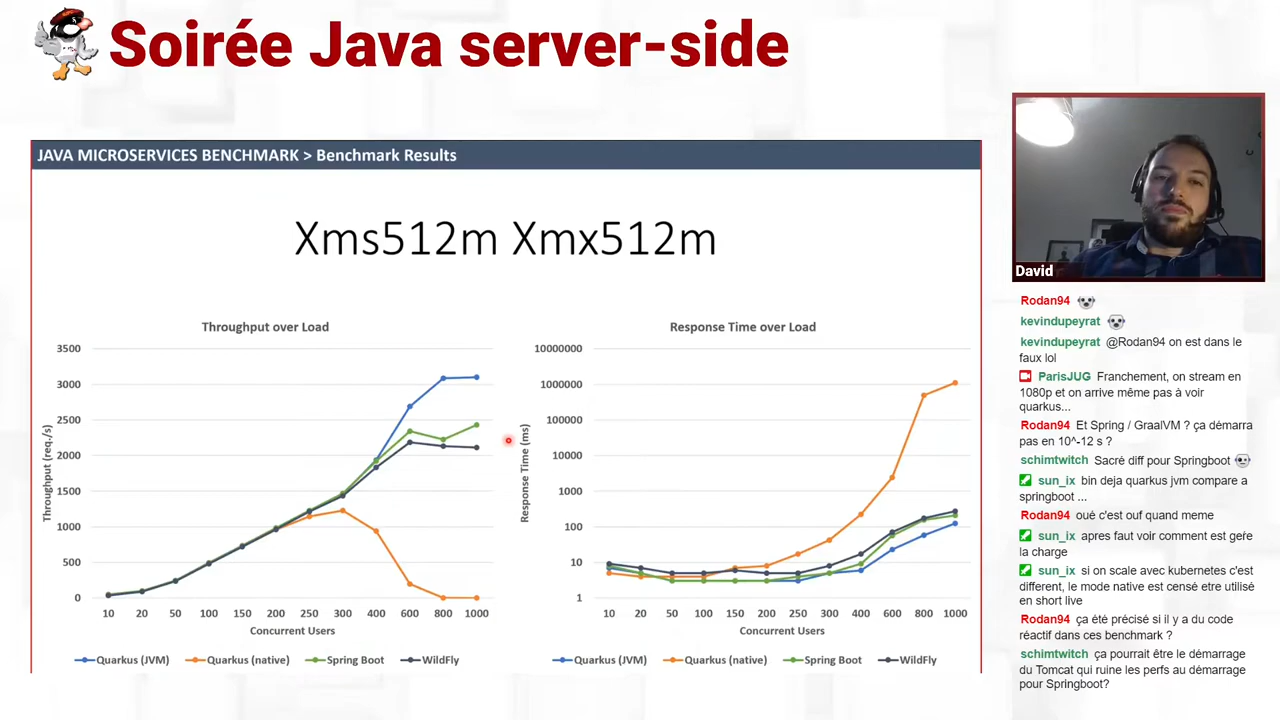 Soirée Java server-side
JAVA MICROSERVICES BENCHMARK > Benchmark Results
Xms512m Xmx512m
Throughput over Load
3500
3000
2500
2000
1500
1000
500
0
Throughput (req./s)
10 20 50 100 150 200 250 300 400 600 800 1000
Concurrent Users
Quarkus (JVM) Quarkus (native) Spring Boot WildFly
Response Time over Load
10000000
1000000
100000
10000
1000
100
10
1
Response Time (ms)
10 20 50 100 150 200 250 300 400 600 800 1000
Concurrent Users
Quarkus (JVM) Quarkus (native) Spring Boot WildFly
David
Rodan94
kevindupeyrat
kevindupeyrat @Rodan94 on est dans le
faux lol
ParisJUG Franchement, on stream en
1080p et on arrive même pas à voir
quarkus...
Rodan94 Et Spring / GraalVM ? ça démarra
pas en 10^-12 s ?
schimtwitch Sacré diff pour Springboot
sun_ix bin deja quarkus jvm compare a
springboot ...
Rodan94 oué c'est ouf quand meme
sun_ix apres faut voir comment est geŕe
la charge
sun_ix si on scale avec kubernetes c'est
different, le mode native est censé etre utilisé
en short live
Rodan94 ça été précisé si il y a du code
réactif dans ces benchmark ?
schimtwitch ça pourrait être le démarrage
du Tomcat qui ruine les perfs au démarrage
pour Springboot?